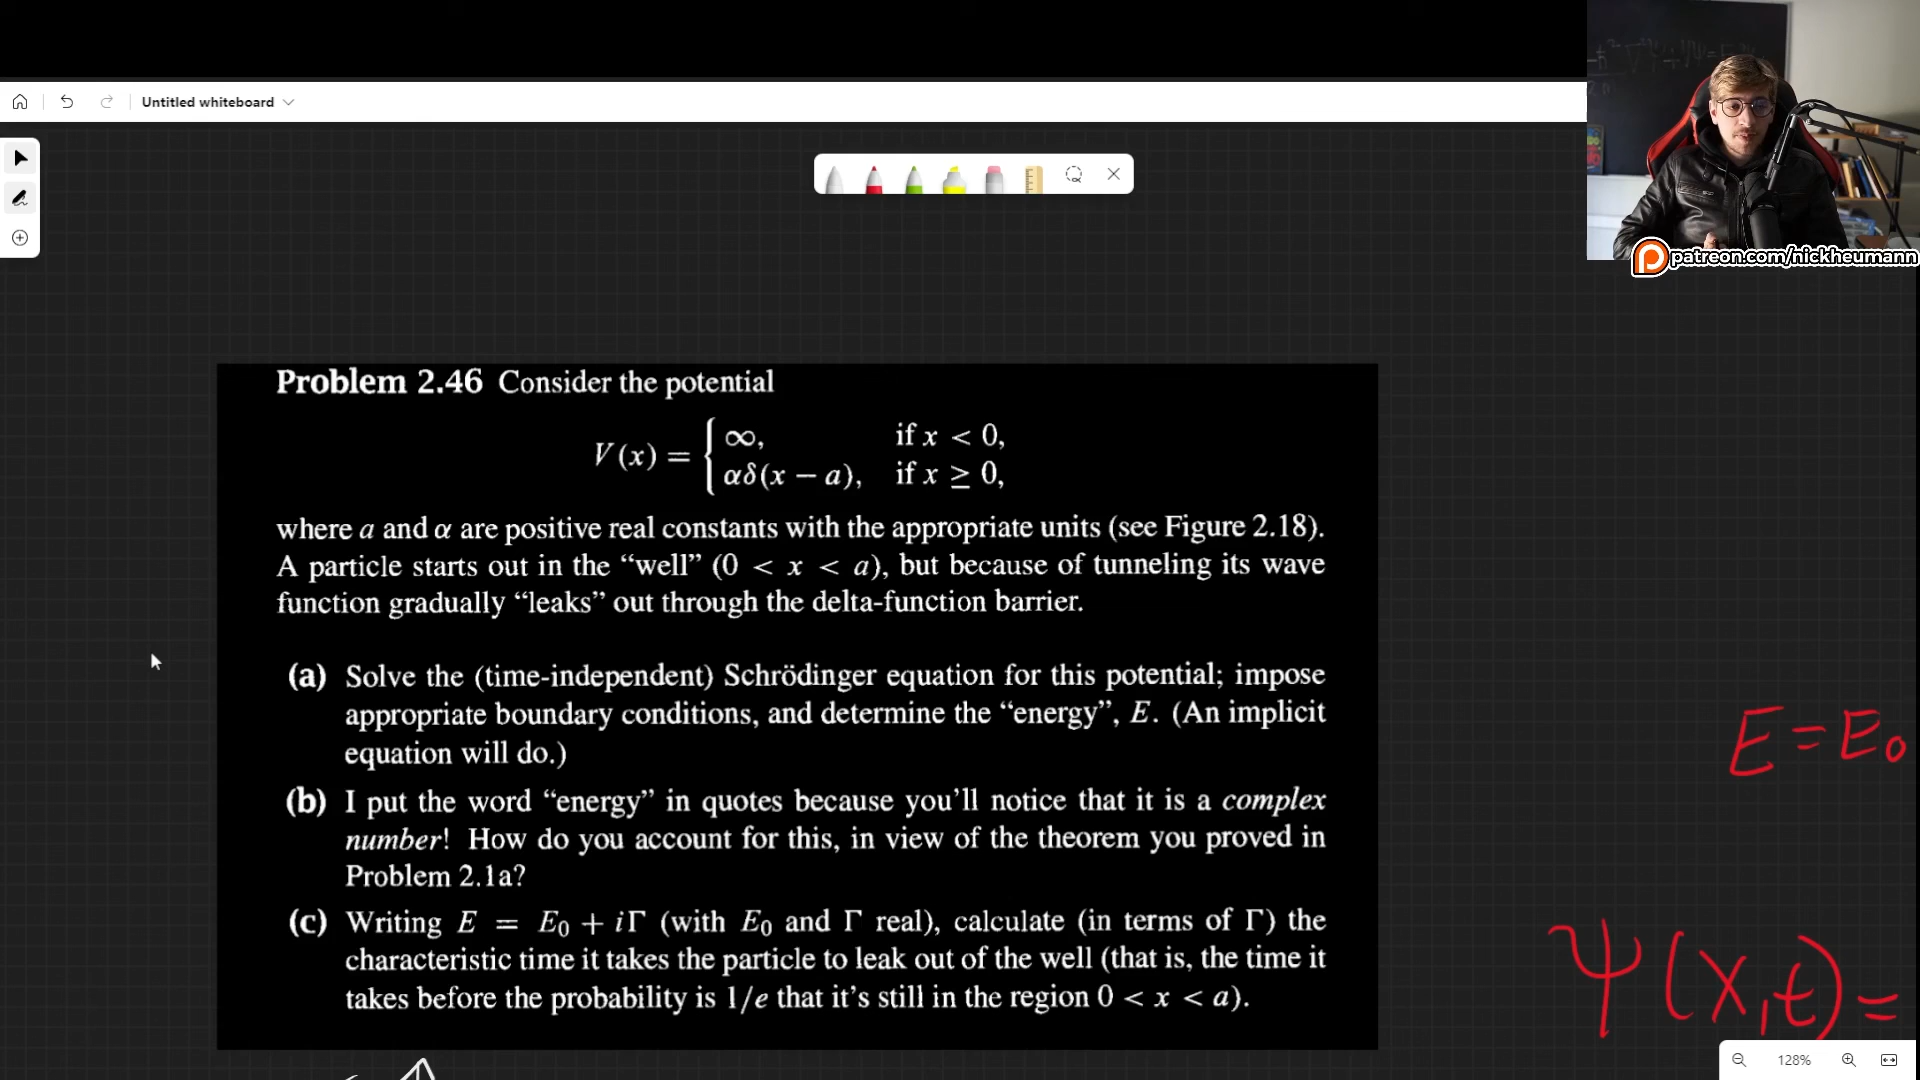 Untitled whiteboard
patreon.com/nickheumann
Problem 2.46 Consider the potential
V(x) = { ∞, if x < 0,
αδ(x − a), if x ≥ 0,
where a and α are positive real constants with the appropriate units (see Figure 2.18).
A particle starts out in the “well” (0 < x < a), but because of tunneling its wave
function gradually “leaks” out through the delta-function barrier.
(a) Solve the (time-independent) Schrödinger equation for this potential; impose
appropriate boundary conditions, and determine the “energy”, E. (An implicit
equation will do.)
(b) I put the word “energy” in quotes because you’ll notice that it is a complex
number! How do you account for this, in view of the theorem you proved in
Problem 2.1a?
(c) Writing E = E₀ + iΓ (with E₀ and Γ real), calculate (in terms of Γ) the
characteristic time it takes the particle to leak out of the well (that is, the time it
takes before the probability is 1/e that it’s still in the region 0 < x < a).
E = E₀
Ψ(x,t) =
128%